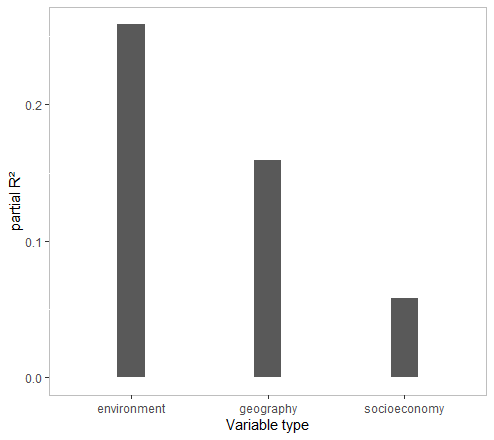 partial R²
0.2
0.1
0.0
environment geography socioeconomy
Variable type